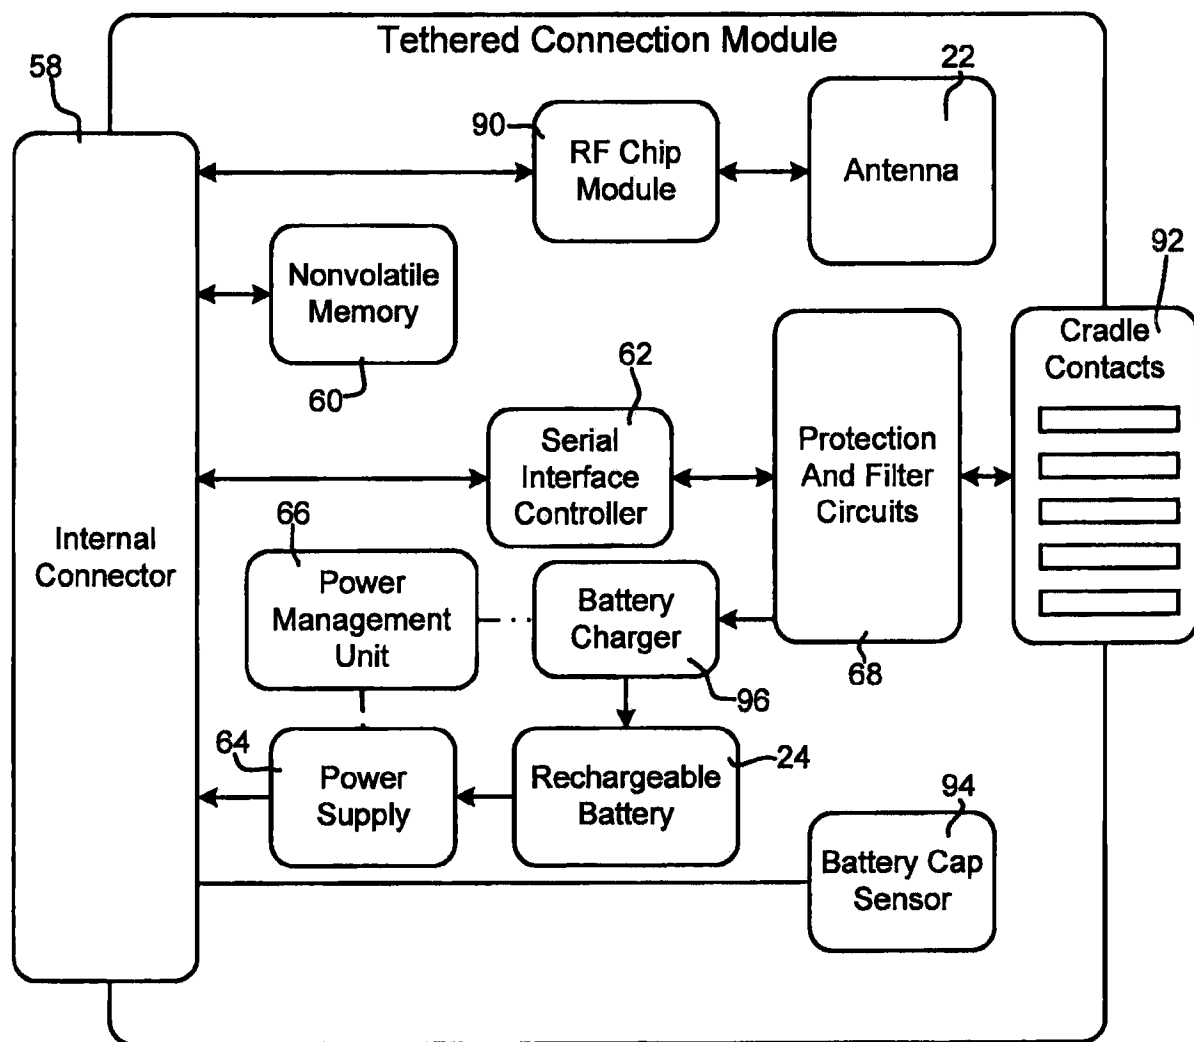 Tethered Connection Module
58
22
90
RF Chip
Module
Antenna
92
Nonvolatile
Memory
60
Cradle
Contacts
62
Serial
Interface
Controller
Protection
And Filter
Circuits
66
Internal
Connector
Power
Management
Unit
Battery
Charger
68
96
64
Power
Supply
Rechargeable
Battery
24
94
Battery Cap
Sensor